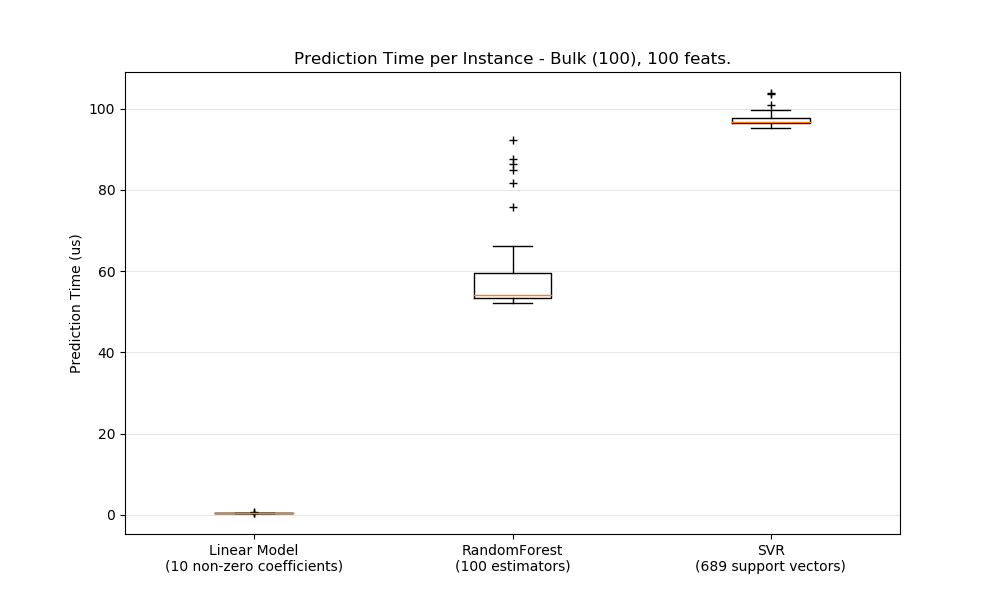 Prediction Time per Instance - Bulk (100), 100 feats.
Prediction Time (us)
100
80
60
40
20
0
Linear Model
(10 non-zero coefficients)
RandomForest
(100 estimators)
SVR
(689 support vectors)